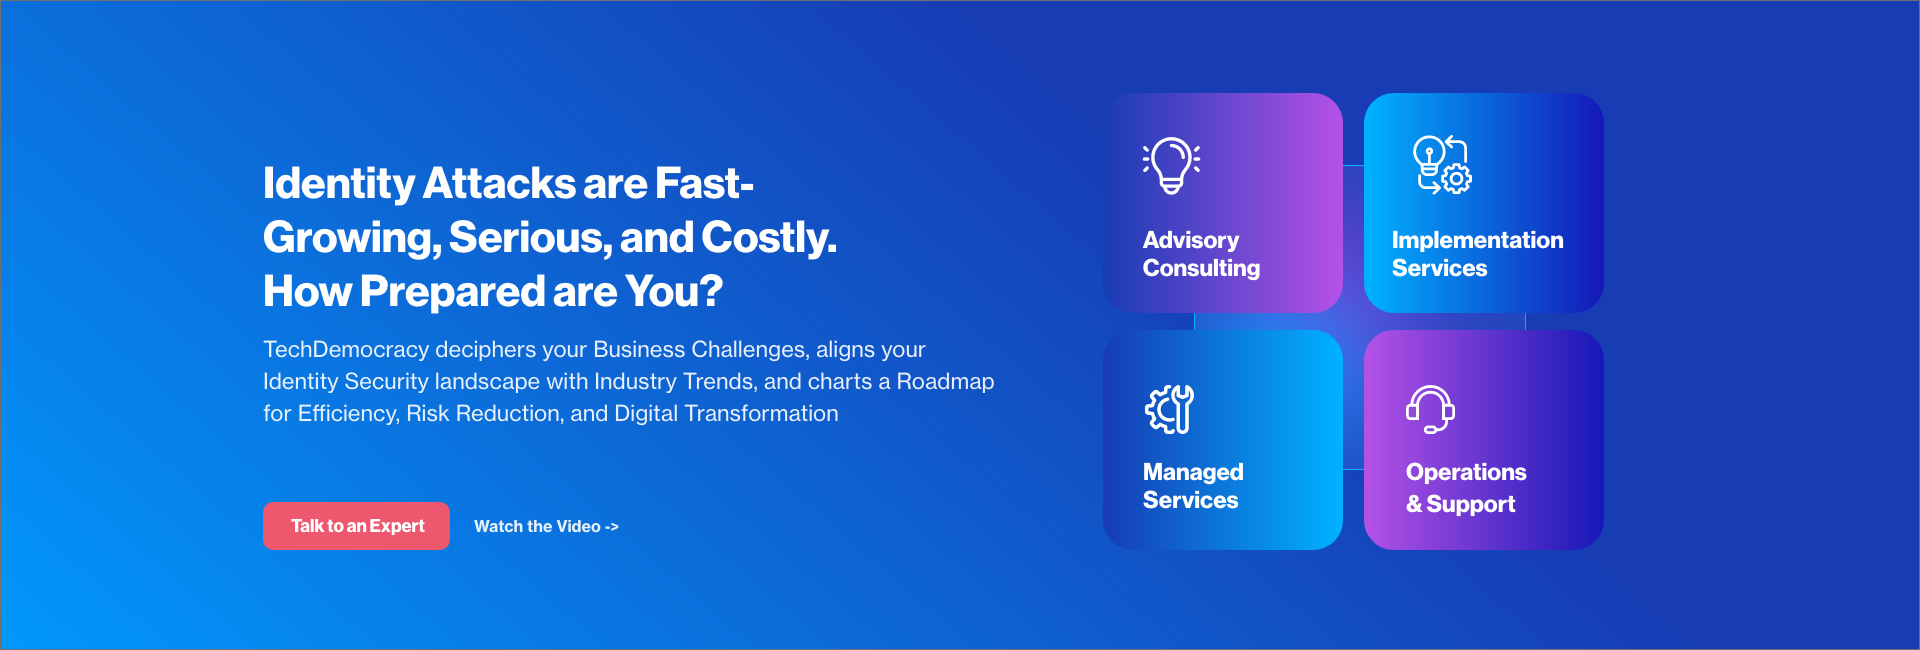 Identity Attacks are Fast-
Growing, Serious, and Costly.
How Prepared are You?
TechDemocracy deciphers your Business Challenges, aligns your
Identity Security landscape with Industry Trends, and charts a Roadmap
for Efficiency, Risk Reduction, and Digital Transformation
Talk to an Expert
Watch the Video ->
Advisory
Consulting
Implementation
Services
Managed
Services
Operations
& Support